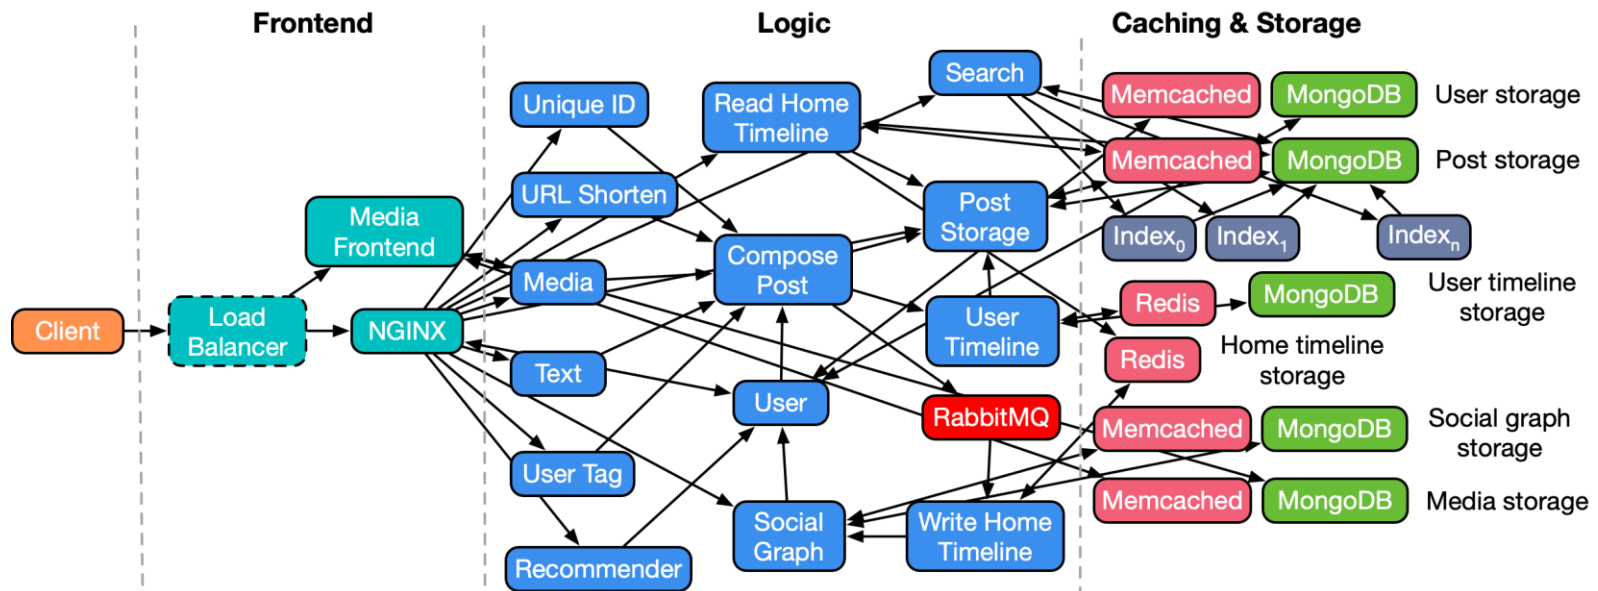 Frontend
Logic
Caching & Storage
Client
Load
Balancer
Media
Frontend
NGINX
Unique ID
URL Shorten
Media
Text
User Tag
Recommender
Read Home
Timeline
Compose
Post
User
Social
Graph
Search
Post
Storage
User
Timeline
RabbitMQ
Write Home
Timeline
Memcached
MongoDB
User storage
Memcached
MongoDB
Post storage
Index0
Index1
Indexn
Redis
MongoDB
User timeline
storage
Redis
Home timeline
storage
Memcached
MongoDB
Social graph
storage
Memcached
MongoDB
Media storage